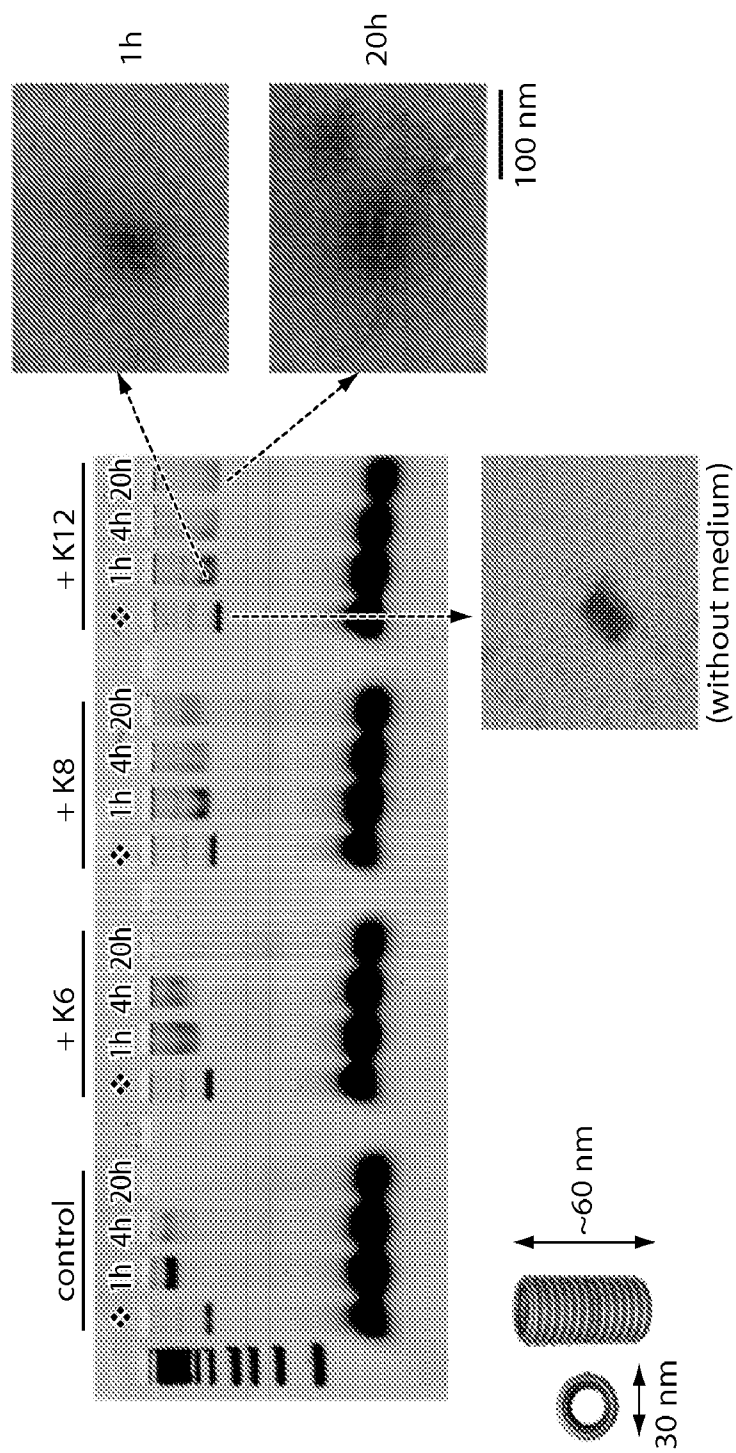 control
+ K6
+ K8
+ K12
❖ 1h 4h 20h
❖ 1h 4h 20h
❖ 1h 4h 20h
❖ 1h 4h 20h
1h
20h
100 nm
(without medium)
30 nm
~60 nm